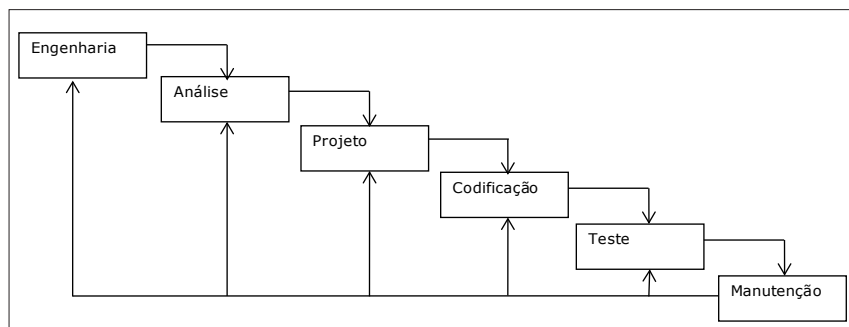 Engenharia
Análise
Projeto
Codificação
Teste
Manutenção